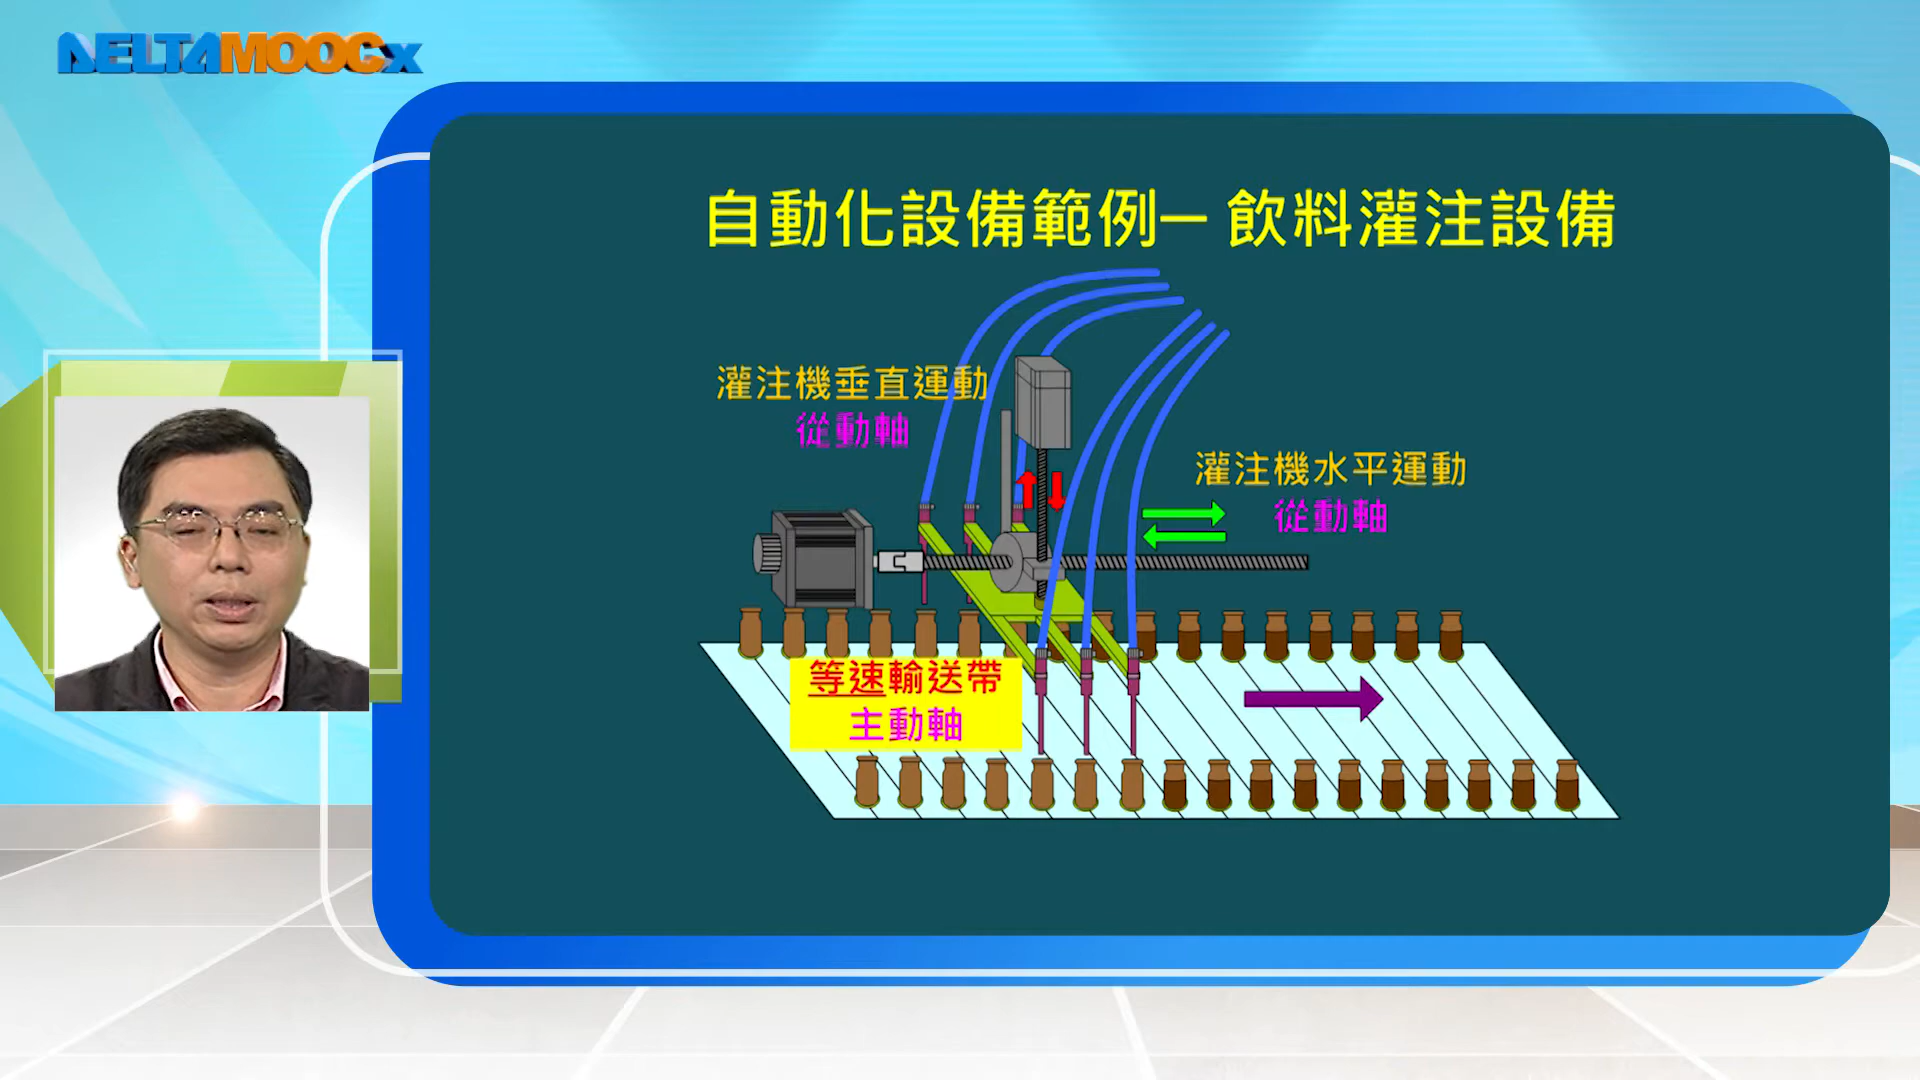 DELTAMOOCx
自動化設備範例─ 飲料灌注設備
灌注機垂直運動
從動軸
灌注機水平運動
從動軸
等速輸送帶
主動軸